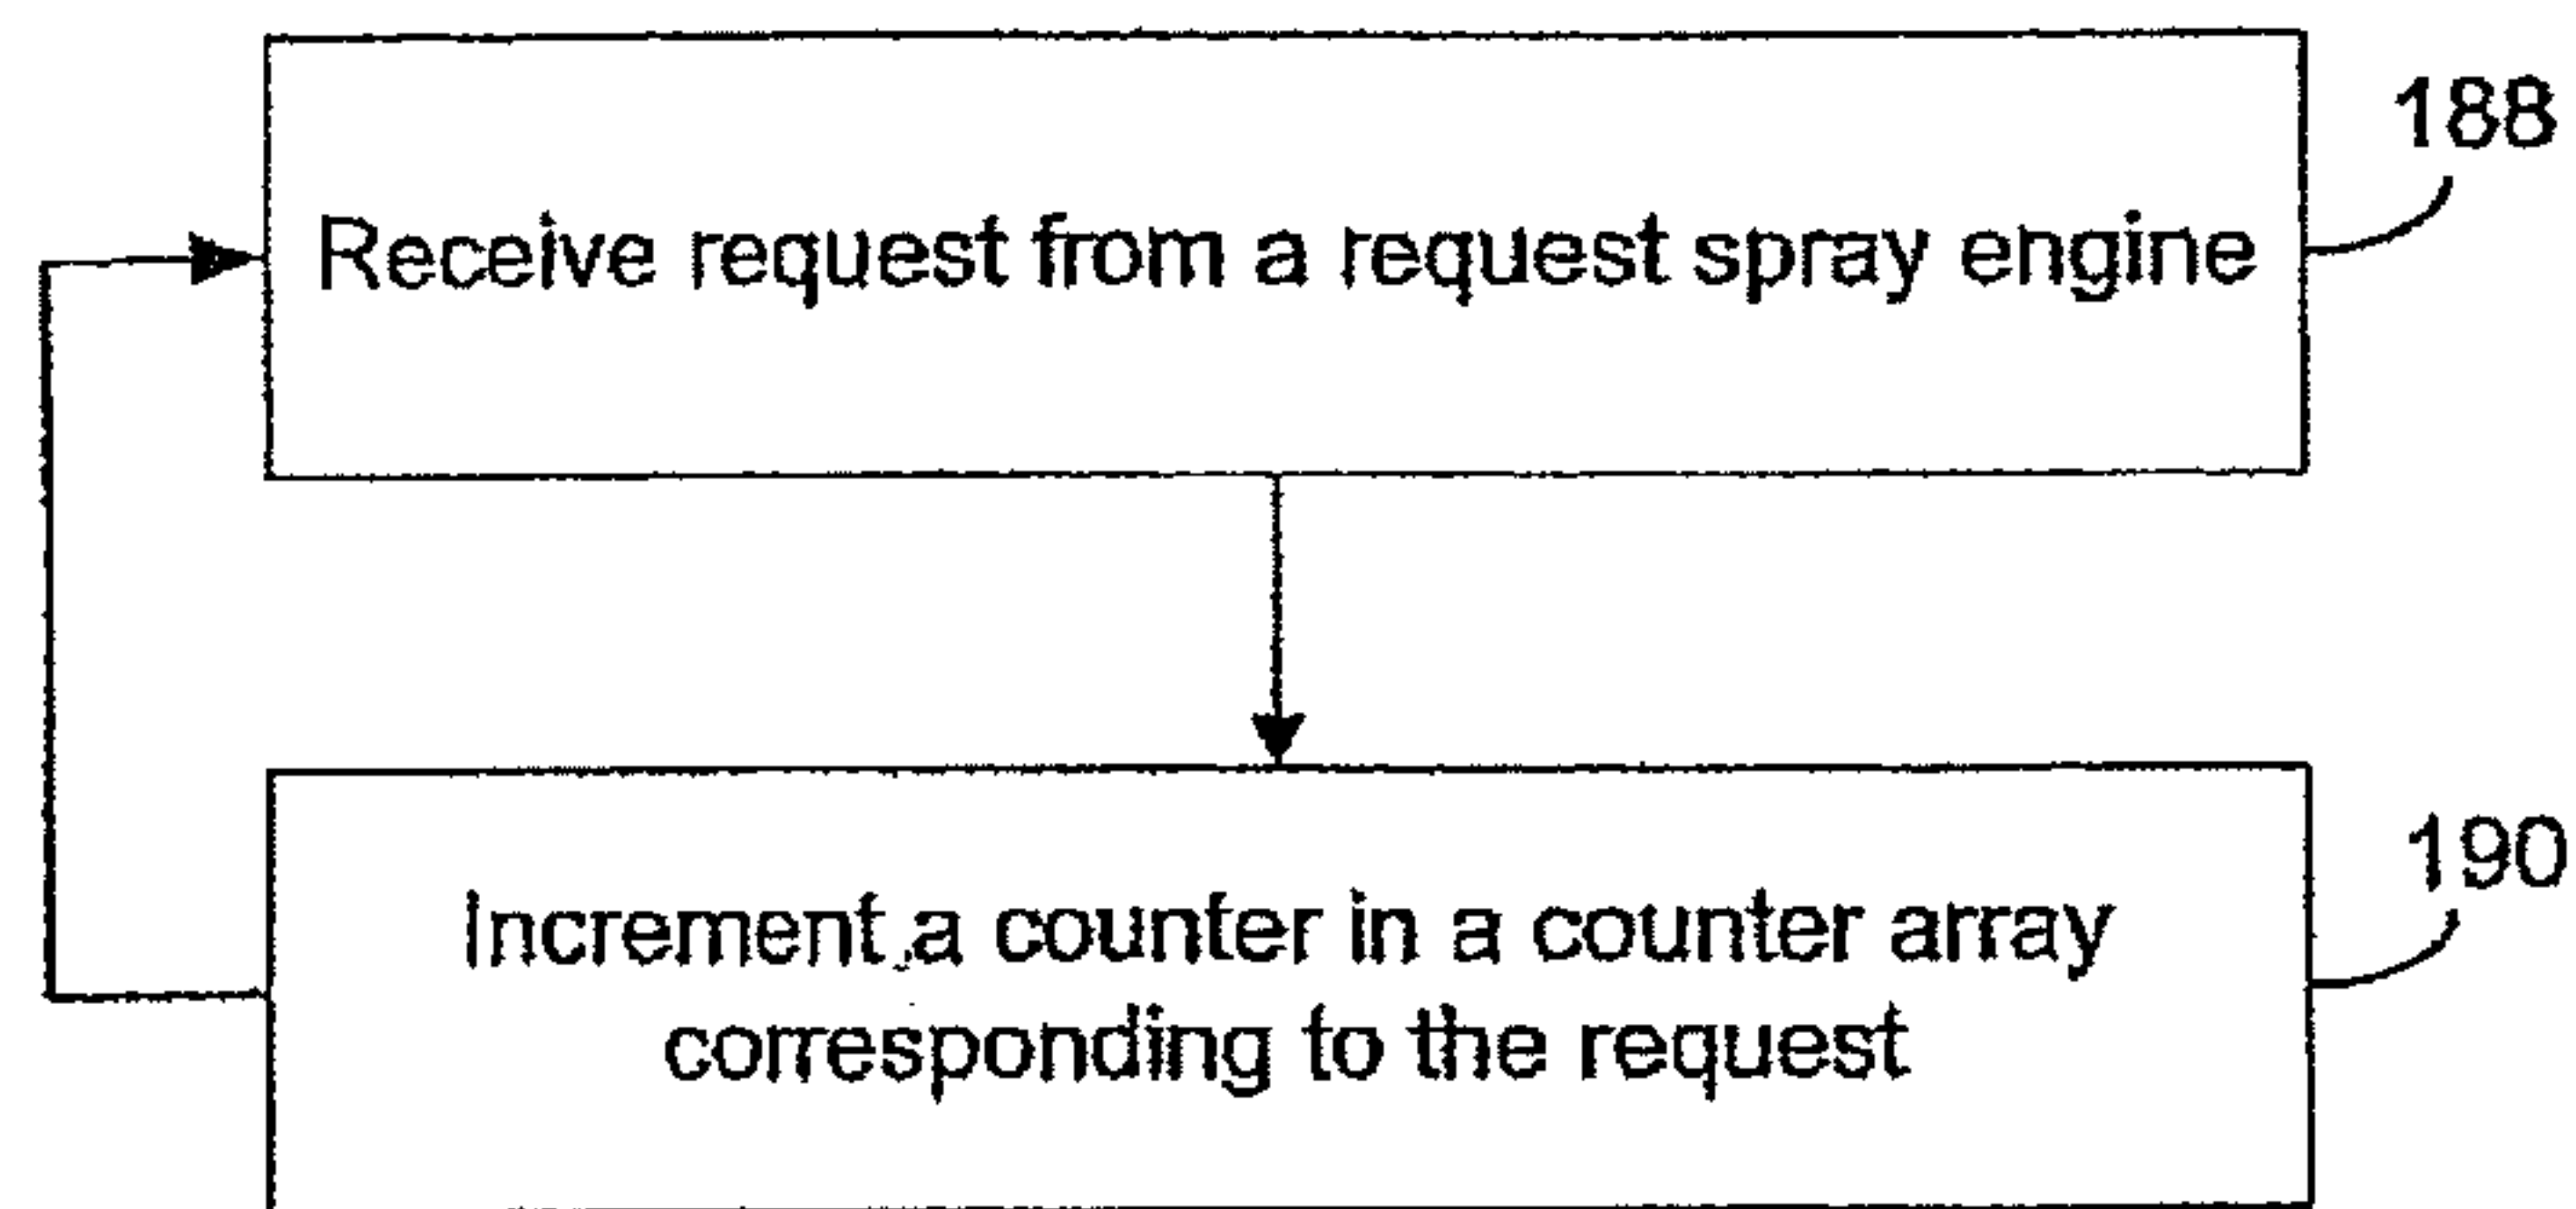 188
Receive request from a request spray engine
190
Increment a counter in a counter array
corresponding to the request